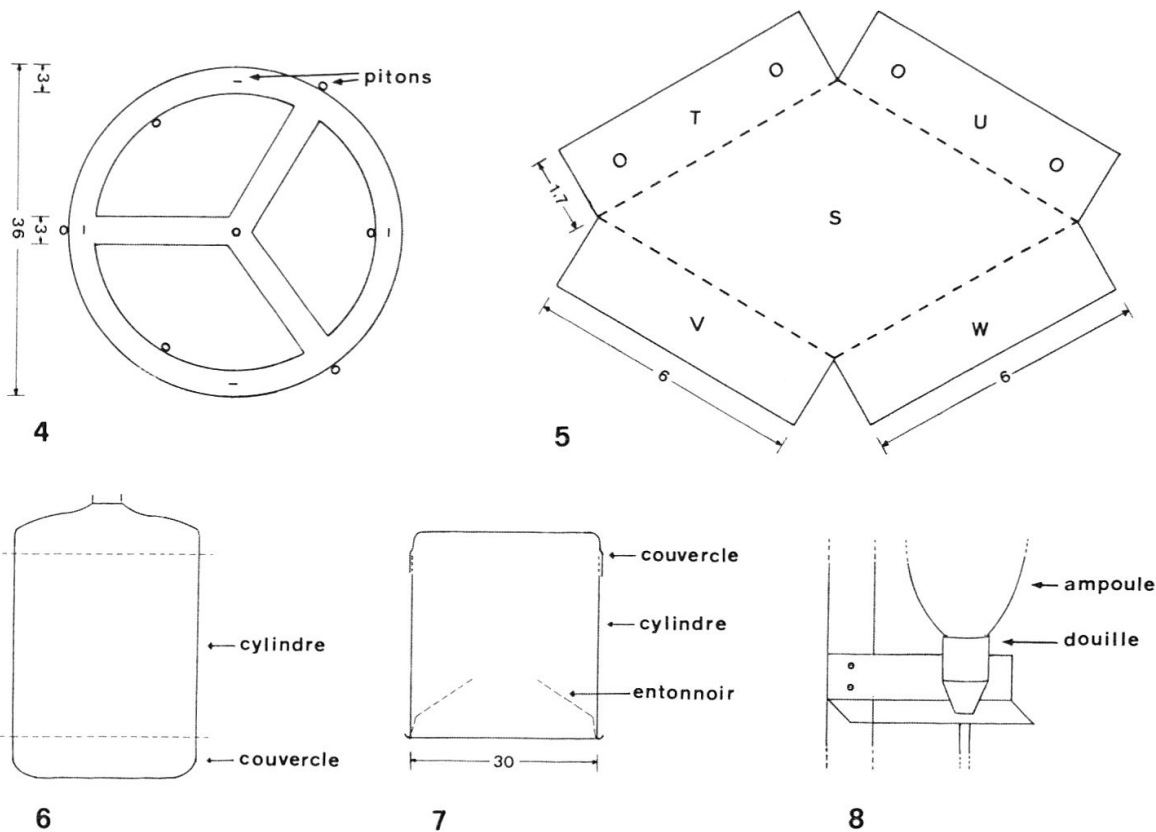 pitons
3
36
3
4
T
U
1.7
S
V
W
6
6
5
cylindre
couvercle
6
couvercle
cylindre
entonnoir
30
7
ampoule
douille
8